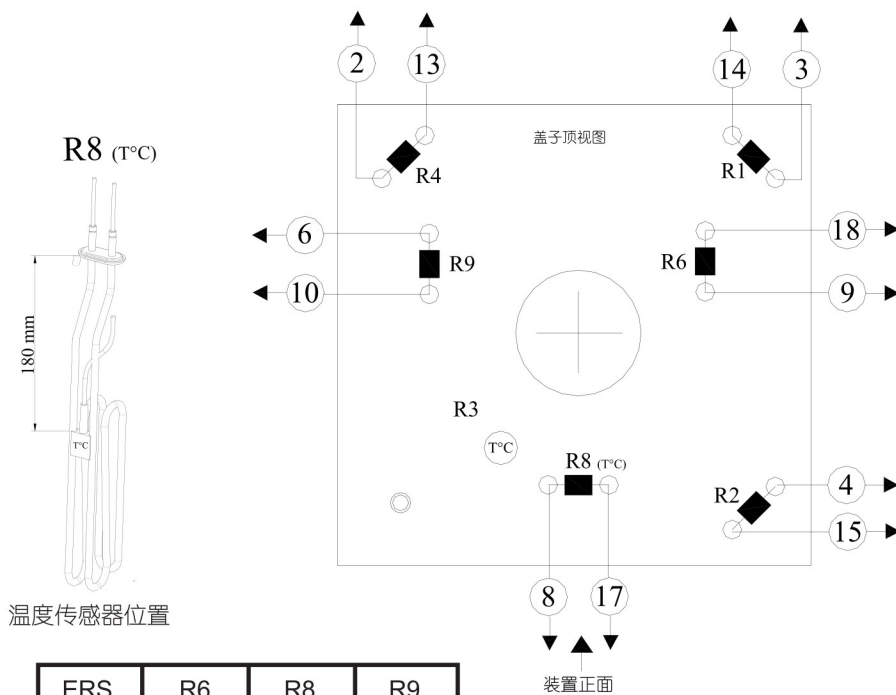 2
13
14
3
R8 (T°C)
盖子顶视图
R4
R1
6
18
R9
R6
10
9
180 mm
R3
T°C
T°C
R8 (T°C)
R2
4
15
8
17
温度传感器位置
装置正面
ERS R6 R8 R9